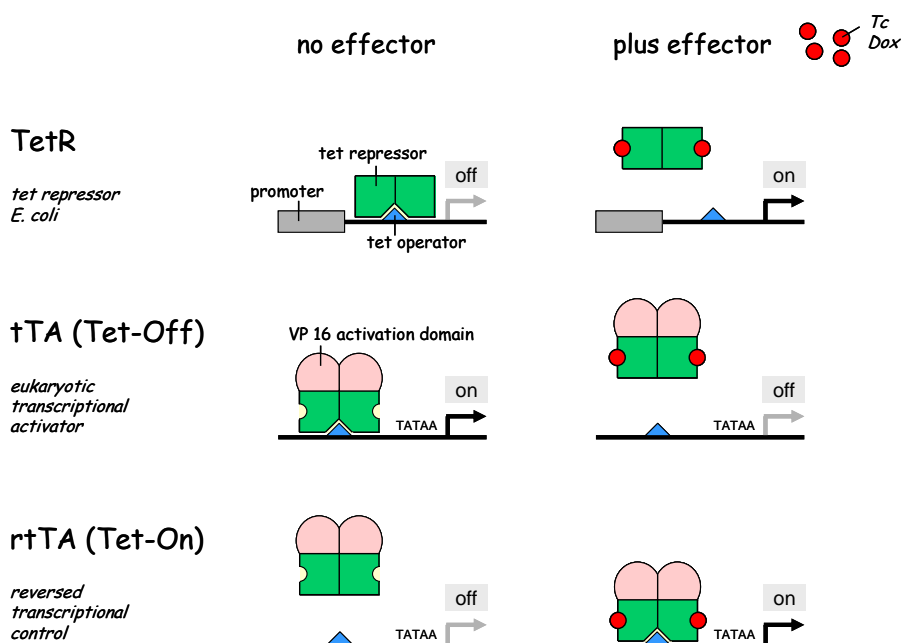 no effector
plus effector
Tc
Dox
TetR
tet repressor
E. coli
tet repressor
promoter
off
tet operator
on
tTA (Tet-Off)
eukaryotic
transcriptional
activator
VP 16 activation domain
on
TATAA
off
TATAA
rtTA (Tet-On)
reversed
transcriptional
control
off
TATAA
on
TATAA